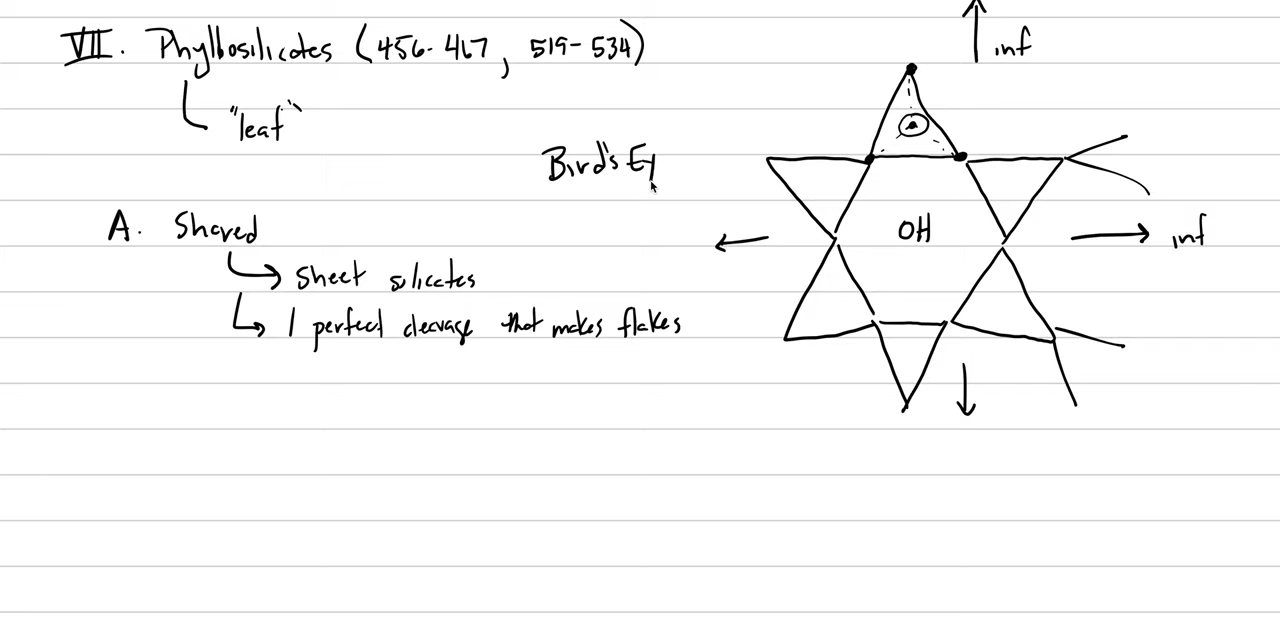 VII. Phyllosilicates (456-467, 519-534)
"leaf"
inf
Bird's Ey
A. Shared
OH
inf
sheet silicates
1 perfect cleavage that makes flakes